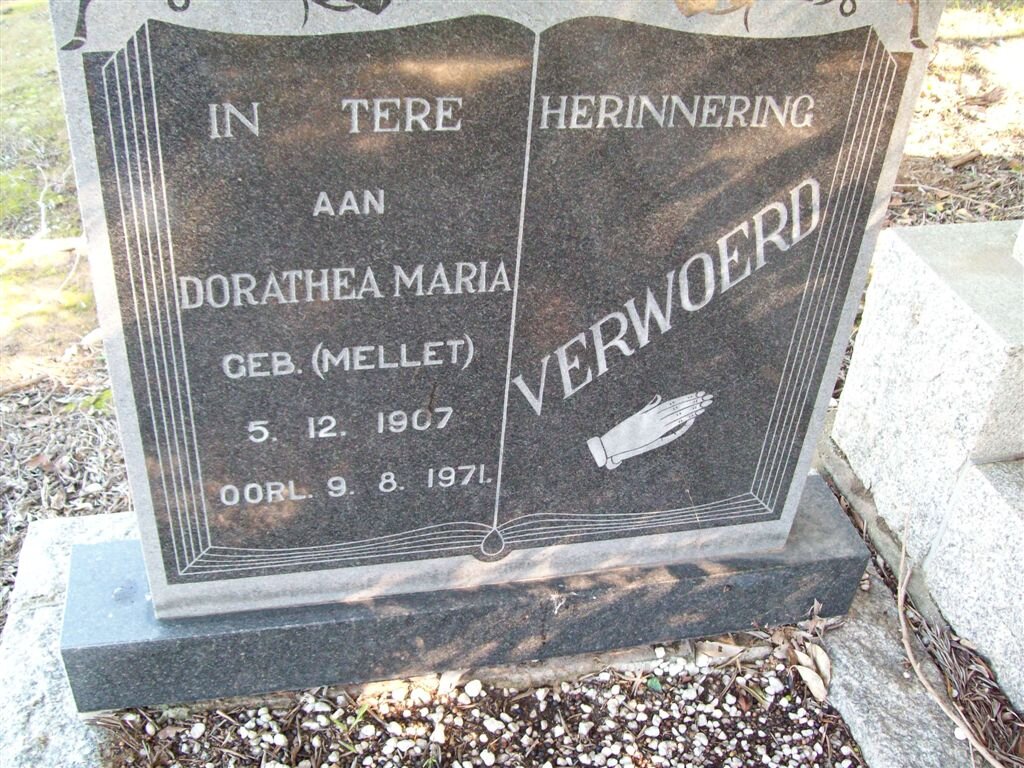 IN TERE HERINNERING
AAN
DORATHEA MARIA
GEB. (MELLET)
5. 12. 1907
OORL. 9. 8. 1971.
VERWOERD